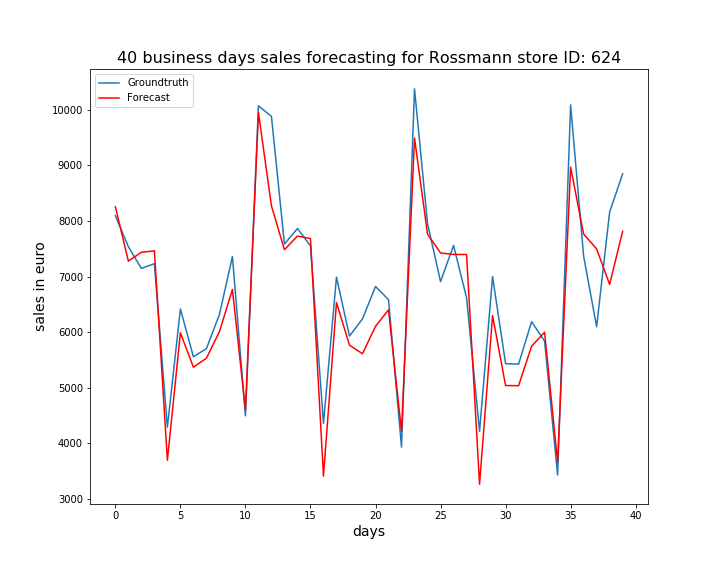 40 business days sales forecasting for Rossmann store ID: 624
Groundtruth
Forecast
10000
9000
8000
7000
6000
5000
4000
3000
sales in euro
0 5 10 15 20 25 30 35 40
days